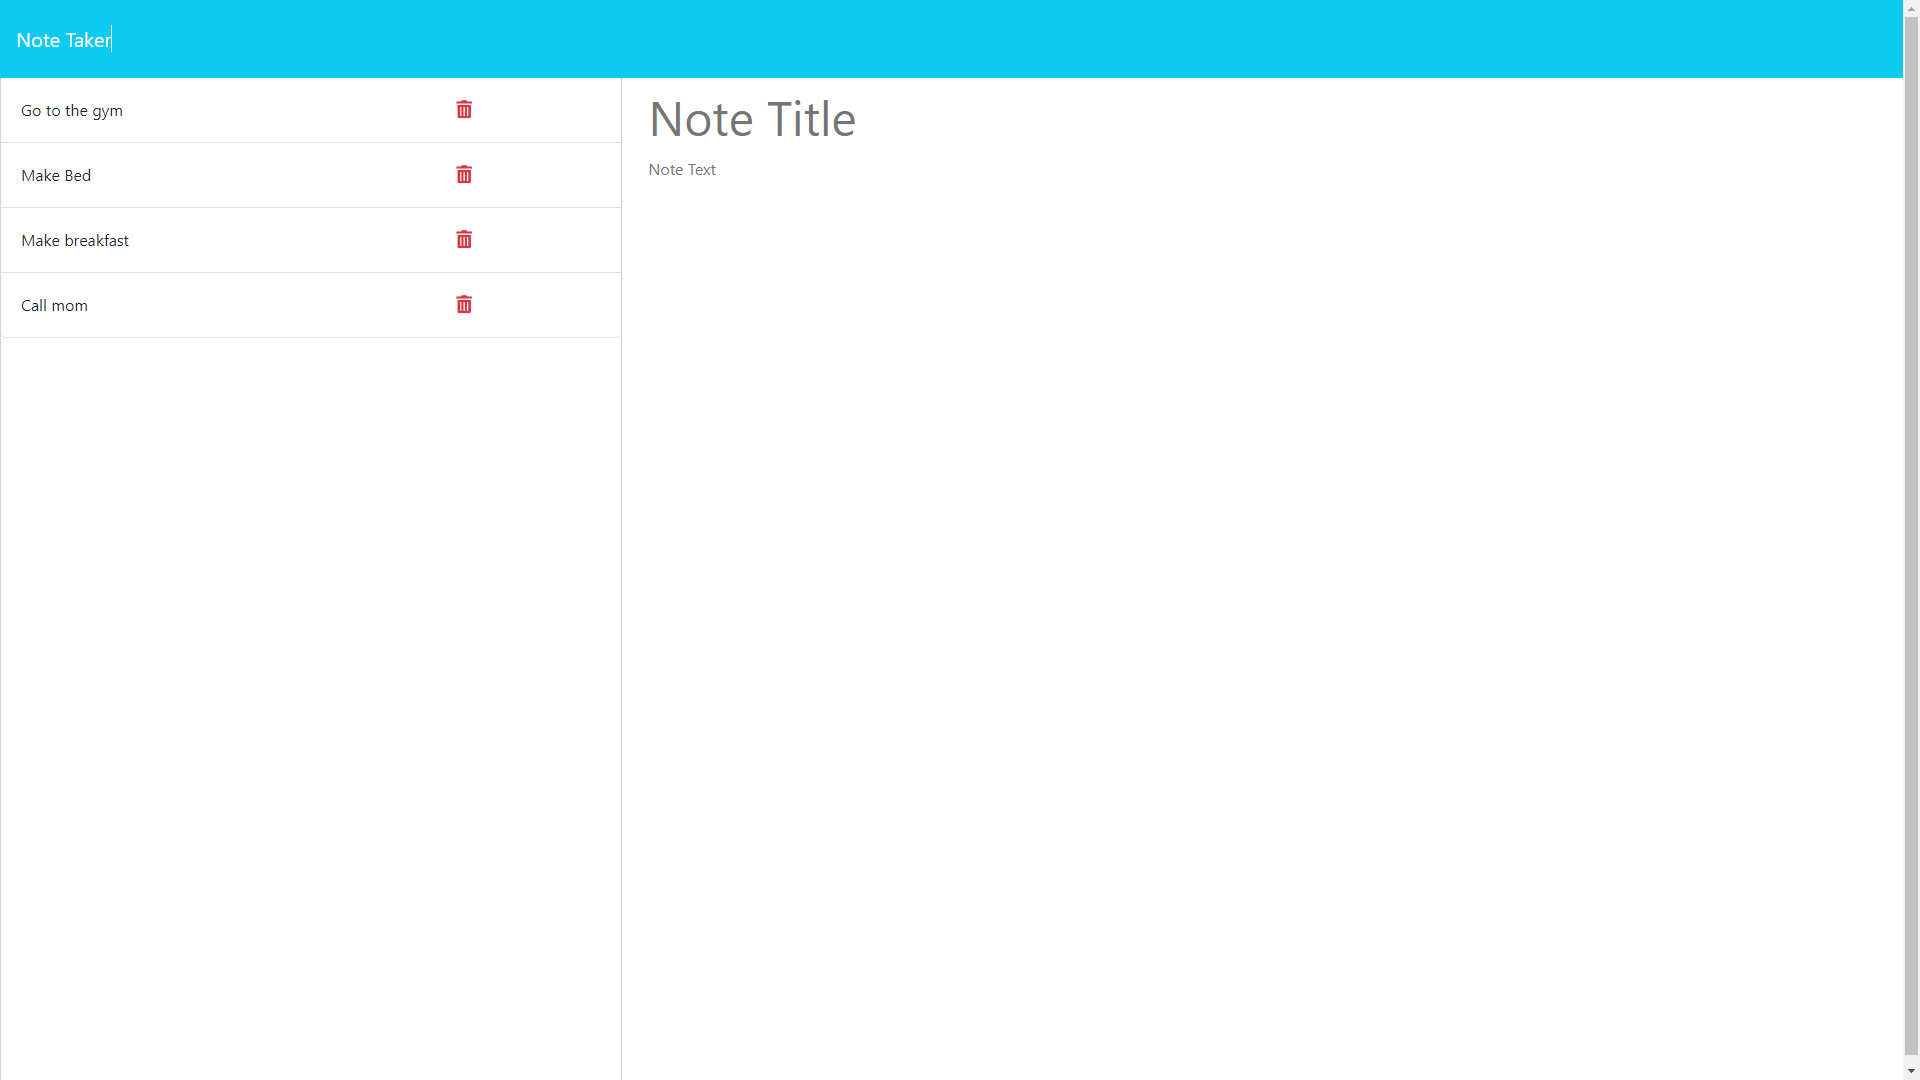 Note Taker
Go to the gym
Make Bed
Make breakfast
Call mom
Note Title
Note Text